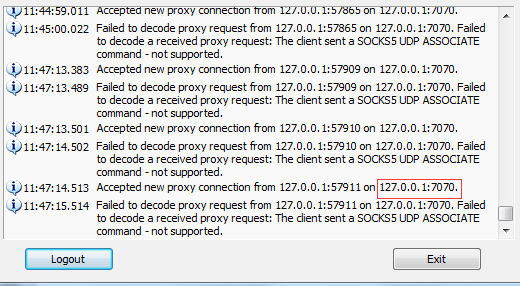 11:44:59.011 Accepted new proxy connection from 127.0.0.1:57865 on 127.0.0.1:7070.
11:45:00.022 Failed to decode proxy request from 127.0.0.1:57865 on 127.0.0.1:7070. Failed
to decode a received proxy request: The client sent a SOCKS5 UDP ASSOCIATE
command - not supported.
11:47:13.383 Accepted new proxy connection from 127.0.0.1:57909 on 127.0.0.1:7070.
11:47:13.489 Failed to decode proxy request from 127.0.0.1:57909 on 127.0.0.1:7070. Failed
to decode a received proxy request: The client sent a SOCKS5 UDP ASSOCIATE
command - not supported.
11:47:13.501 Accepted new proxy connection from 127.0.0.1:57910 on 127.0.0.1:7070.
11:47:14.502 Failed to decode proxy request from 127.0.0.1:57910 on 127.0.0.1:7070. Failed
to decode a received proxy request: The client sent a SOCKS5 UDP ASSOCIATE
command - not supported.
11:47:14.513 Accepted new proxy connection from 127.0.0.1:57911 on 127.0.0.1:7070.
11:47:15.514 Failed to decode proxy request from 127.0.0.1:57911 on 127.0.0.1:7070. Failed
to decode a received proxy request: The client sent a SOCKS5 UDP ASSOCIATE
command - not supported.
Logout Exit